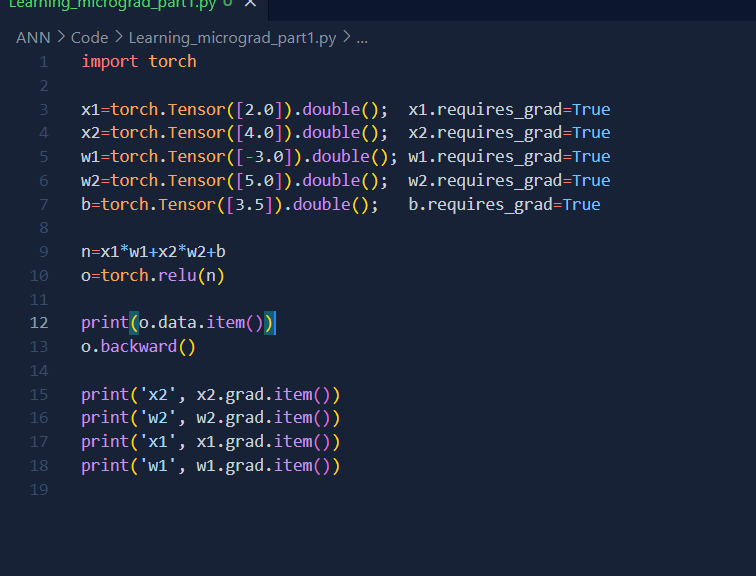 Learning_micrograd_part1.py U ×
ANN > Code > Learning_micrograd_part1.py > ...
1 import torch
2
3 x1=torch.Tensor([2.0]).double();  x1.requires_grad=True
4 x2=torch.Tensor([4.0]).double();  x2.requires_grad=True
5 w1=torch.Tensor([-3.0]).double(); w1.requires_grad=True
6 w2=torch.Tensor([5.0]).double();  w2.requires_grad=True
7 b=torch.Tensor([3.5]).double();   b.requires_grad=True
8
9 n=x1*w1+x2*w2+b
10 o=torch.relu(n)
11
12 print(o.data.item())
13 o.backward()
14
15 print('x2', x2.grad.item())
16 print('w2', w2.grad.item())
17 print('x1', x1.grad.item())
18 print('w1', w1.grad.item())
19